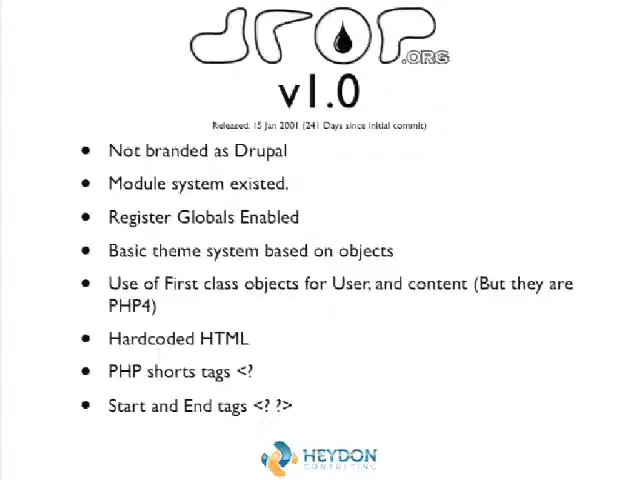 drop.ORG
v1.0
Released: 15 Jan 2001 (241 Days since initial commit)
• Not branded as Drupal
• Module system existed.
• Register Globals Enabled
• Basic theme system based on objects
• Use of First class objects for User, and content (But they are
PHP4)
• Hardcoded HTML
• PHP shorts tags <?
• Start and End tags <? ?>
HEYDON
CONSULTING